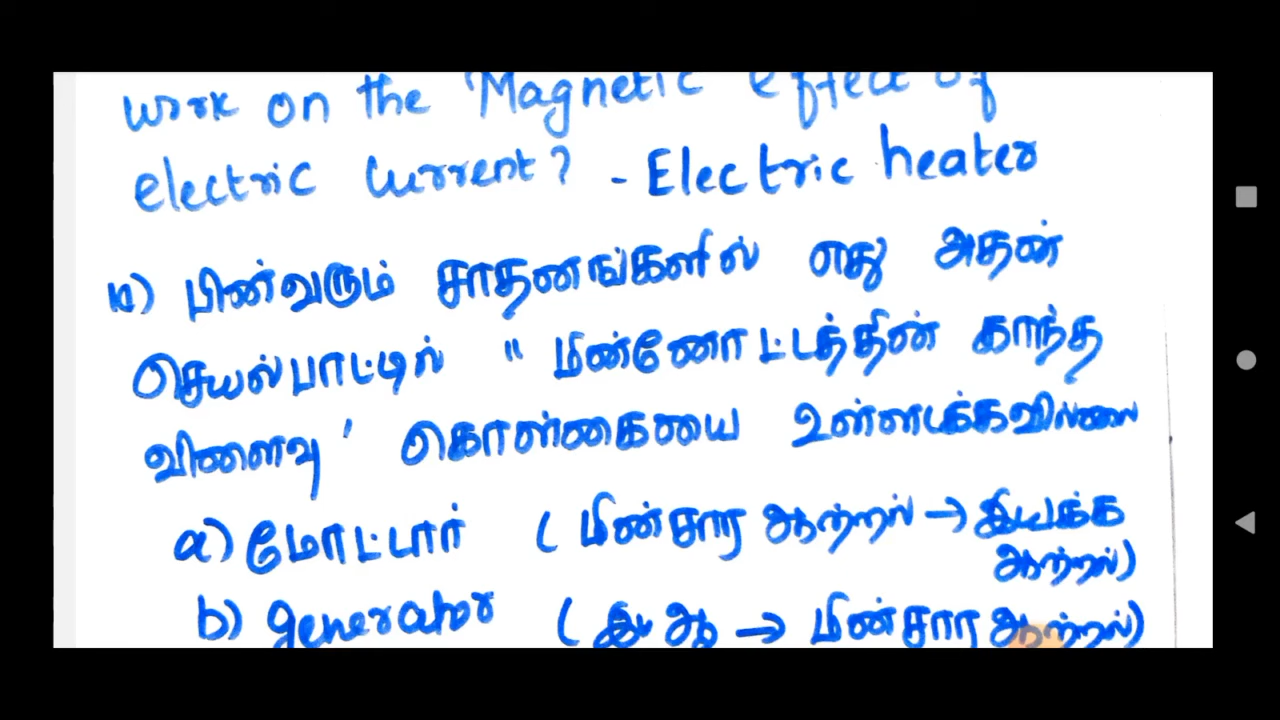 work on the 'Magnetic effect of
electric current? - Electric heater
பின்வரும் சாதனங்களில் எது அதன்
செயல்பாட்டில் " மின்னோட்டத்தின் காந்த
விளைவு ' கொள்கையை உள்ளடக்கவில்லை
a) மோட்டார் ( மின்சார ஆற்றல் → இயக்க
ஆற்றல்)
b) generator ( இ ஆ → மின்சார ஆற்றல்)